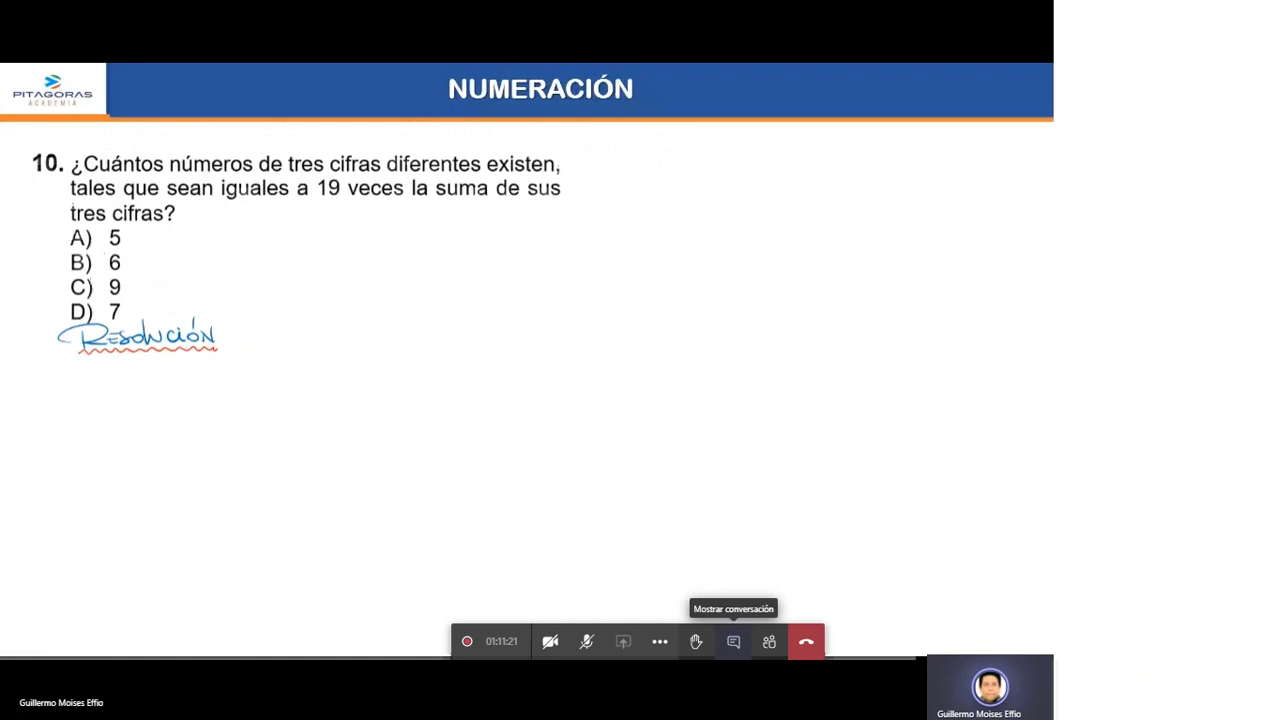 PITAGORAS
ACADEMIA
NUMERACIÓN
10. ¿Cuántos números de tres cifras diferentes existen,
tales que sean iguales a 19 veces la suma de sus
tres cifras?
A) 5
B) 6
C) 9
D) 7
RESOLUCIÓN
Mostrar conversación
01:11:21
Guillermo Moises Effio
Guillermo Moises Effio